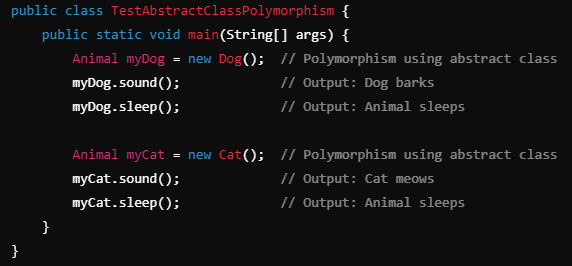 public class TestAbstractClassPolymorphism {
    public static void main(String[] args) {
        Animal myDog = new Dog();  // Polymorphism using abstract class
        myDog.sound();             // Output: Dog barks
        myDog.sleep();             // Output: Animal sleeps

        Animal myCat = new Cat();  // Polymorphism using abstract class
        myCat.sound();             // Output: Cat meows
        myCat.sleep();             // Output: Animal sleeps
    }
}